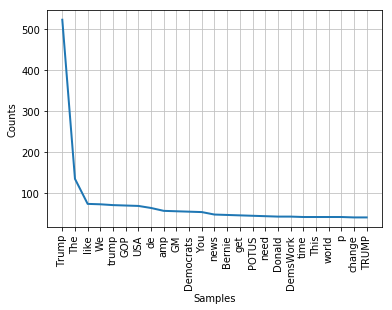 500
400
300
200
100
Counts
Trump
The
like
We
trump
GOP
USA
de
amp
GM
Democrats
You
news
Bernie
get
POTUS
need
Donald
DemsWork
time
This
world
p
change
TRUMP
Samples